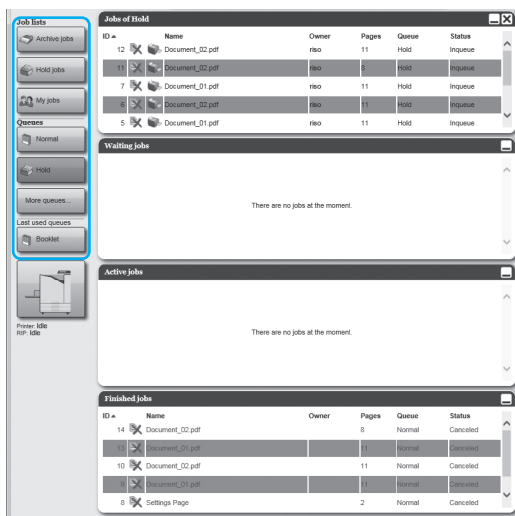 Job lists
Archive jobs
Hold jobs
My jobs
Queues
Normal
Hold
More queues...
Last used queues
Booklet
Printer: Idle
RIP: Idle
Jobs of Hold
ID Name Owner Pages Queue Status
12 Document_02.pdf riso 11 Hold Inqueue
11 Document_02.pdf riso 8 Hold Inqueue
7 Document_01.pdf riso 11 Hold Inqueue
6 Document_02.pdf riso 11 Hold Inqueue
5 Document_01.pdf riso 11 Hold Inqueue
Waiting jobs
There are no jobs at the moment.
Active jobs
There are no jobs at the moment.
Finished jobs
ID Name Owner Pages Queue Status
14 Document_02.pdf 8 Normal Canceled
13 Document_01.pdf 11 Normal Canceled
10 Document_02.pdf 11 Normal Canceled
9 Document_01.pdf 11 Normal Canceled
8 Settings Page 2 Normal Canceled